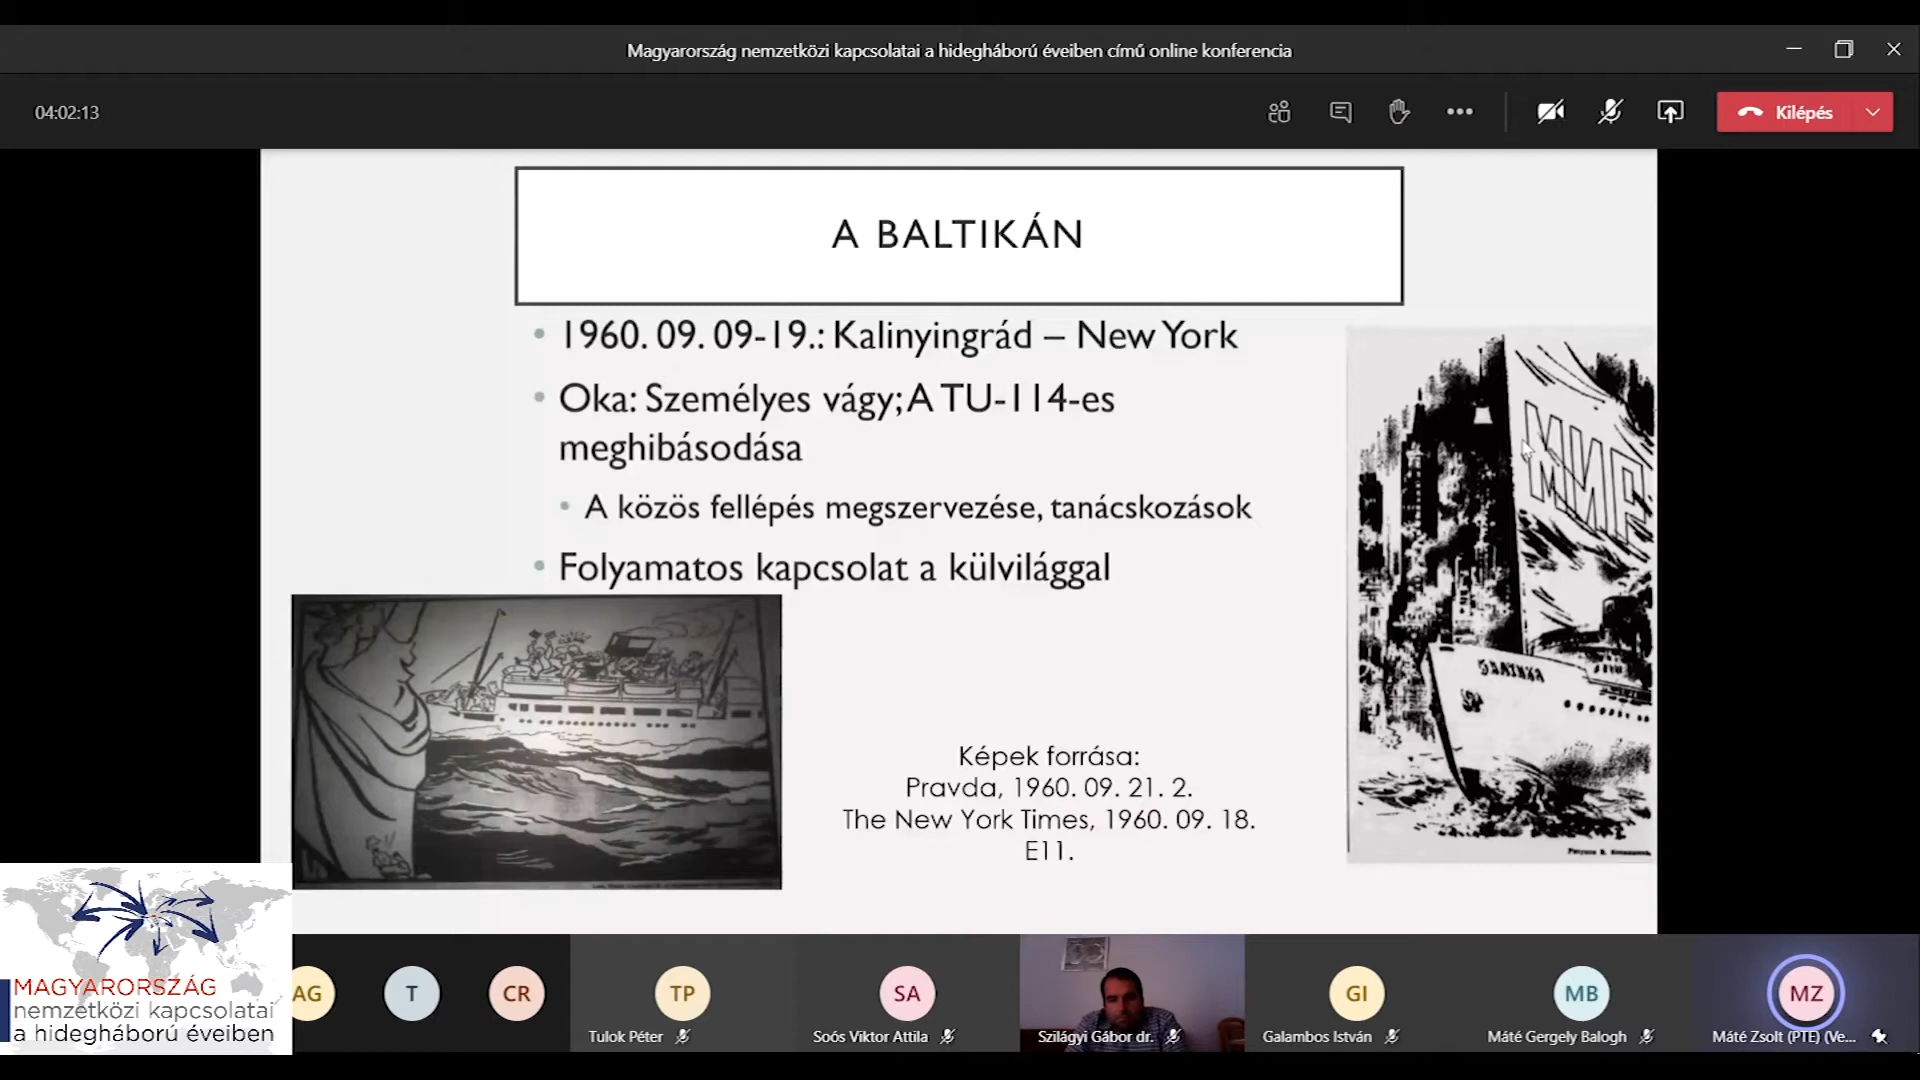 Magyarország nemzetközi kapcsolatai a hidegháború éveiben című online konferencia
04:02:13
Kilépés
A BALTIKÁN
• 1960. 09. 09-19.: Kalinyingrád – New York
• Oka: Személyes vágy; A TU-114-es
meghibásodása
• A közös fellépés megszervezése, tanácskozások
• Folyamatos kapcsolat a külvilággal
МИР
Képek forrása:
Pravda, 1960. 09. 21. 2.
The New York Times, 1960. 09. 18.
E11.
MAGYARORSZÁG
nemzetközi kapcsolatai
a hidegháború éveiben
AG
T
CR
TP
Tulok Péter
SA
Soós Viktor Attila
Szilágyi Gábor dr.
GI
Galambos István
MB
Máté Gergely Balogh
MZ
Máté Zsolt (PTE) (Ve...